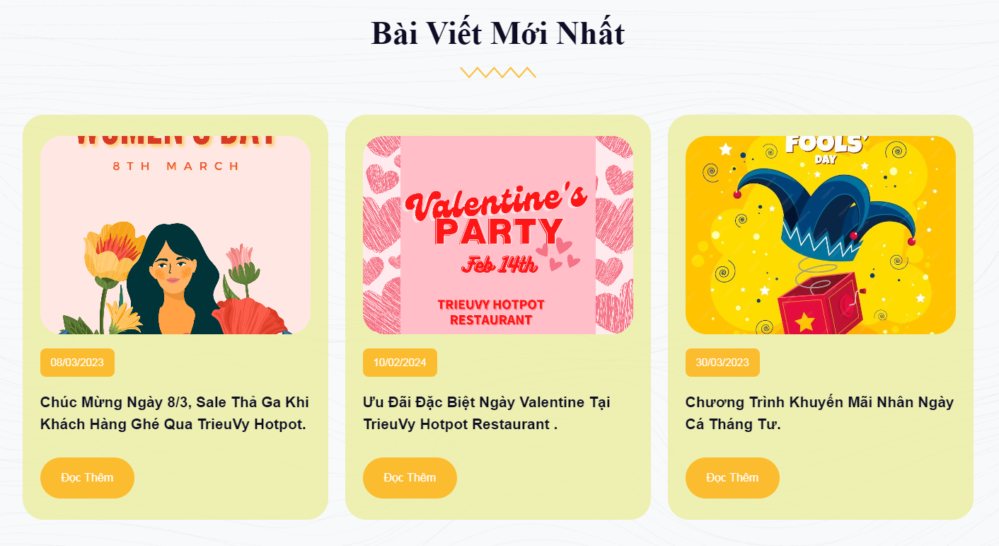 Bài Viết Mới Nhất
WOMEN'S DAY
8TH MARCH
08/03/2023
Chúc Mừng Ngày 8/3, Sale Thả Ga Khi
Khách Hàng Ghé Qua TrieuVy Hotpot.
Đọc Thêm
Valentine's
PARTY
Feb 14th
TRIEUVY HOTPOT
RESTAURANT
10/02/2024
Ưu Đãi Đặc Biệt Ngày Valentine Tại
TrieuVy Hotpot Restaurant .
Đọc Thêm
FOOLS'
DAY
30/03/2023
Chương Trình Khuyến Mãi Nhân Ngày
Cá Tháng Tư.
Đọc Thêm